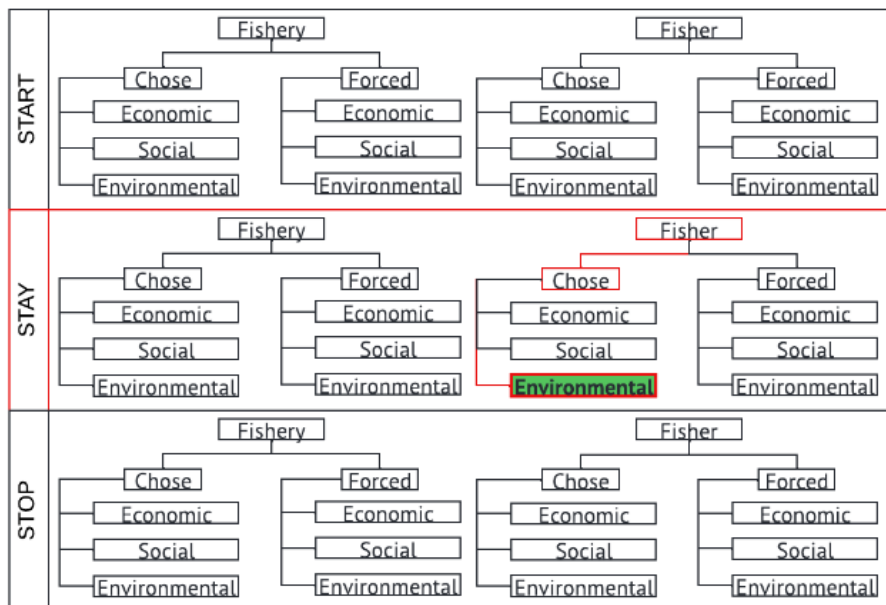 START
Fishery Fisher
Chose Forced Chose Forced
Economic Economic Economic Economic
Social Social Social Social
Environmental Environmental Environmental Environmental
STAY
Fishery Fisher
Chose Forced Chose Forced
Economic Economic Economic Economic
Social Social Social Social
Environmental Environmental Environmental Environmental
STOP
Fishery Fisher
Chose Forced Chose Forced
Economic Economic Economic Economic
Social Social Social Social
Environmental Environmental Environmental Environmental